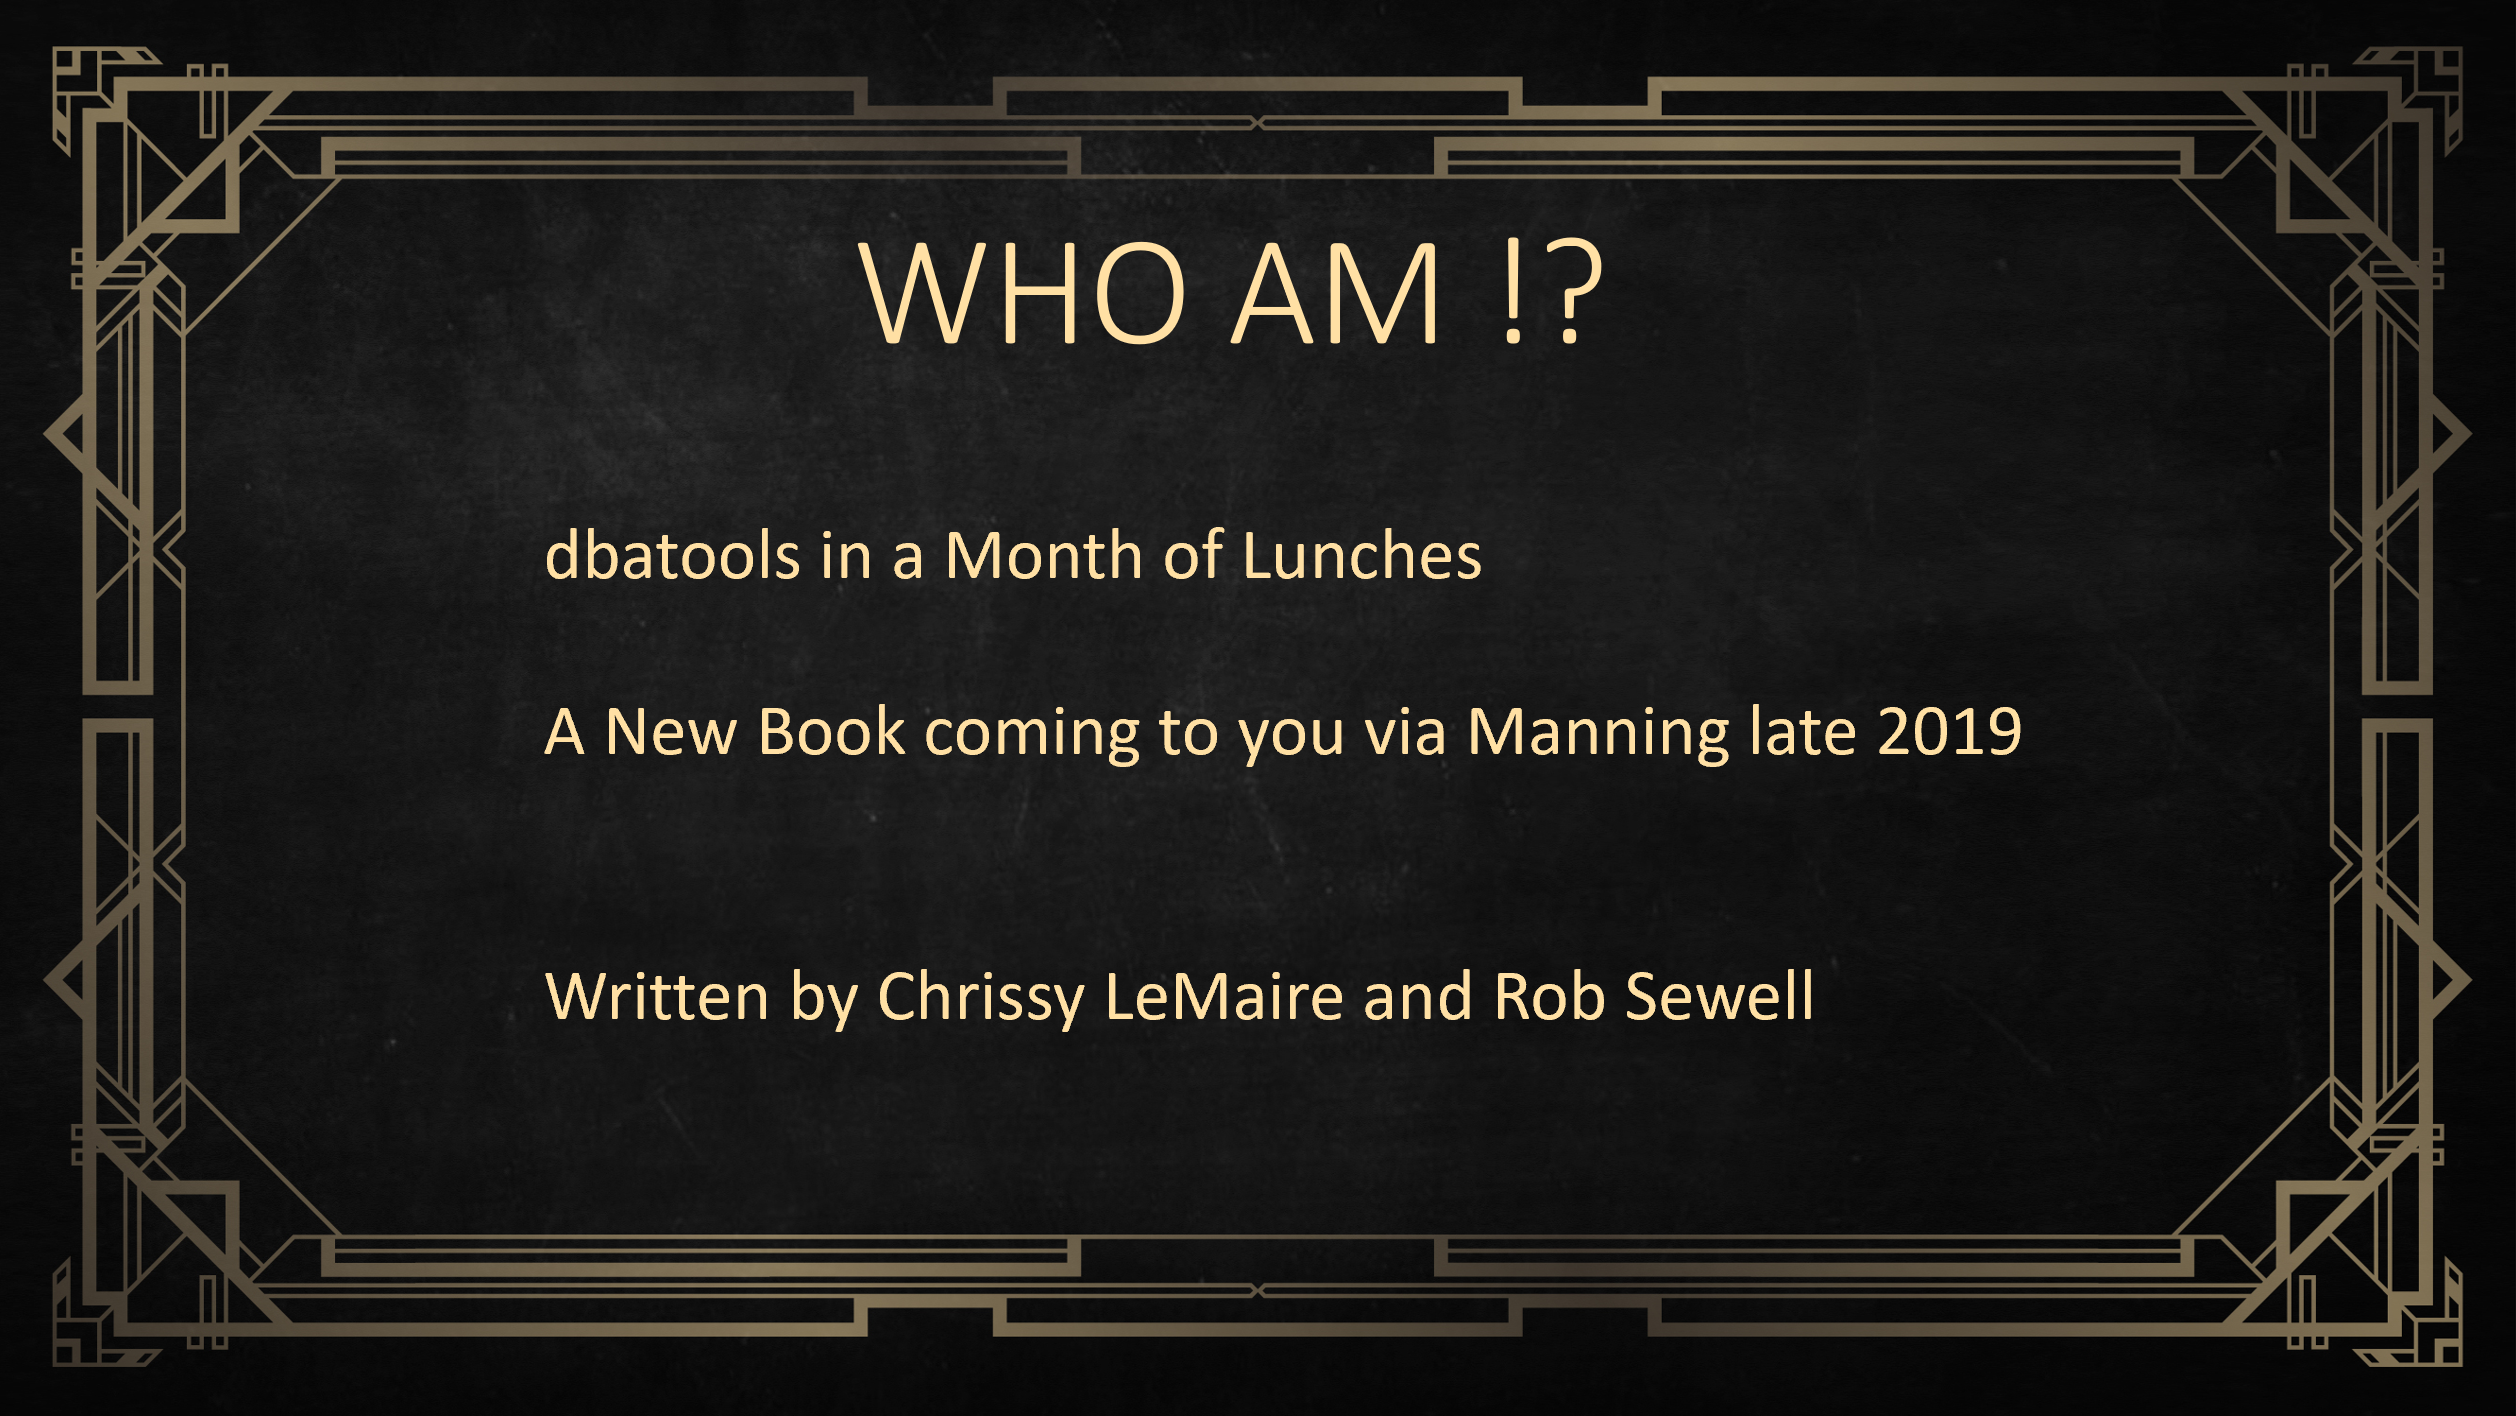 WHO AM !?
dbatools in a Month of Lunches
A New Book coming to you via Manning late 2019
Written by Chrissy LeMaire and Rob Sewell